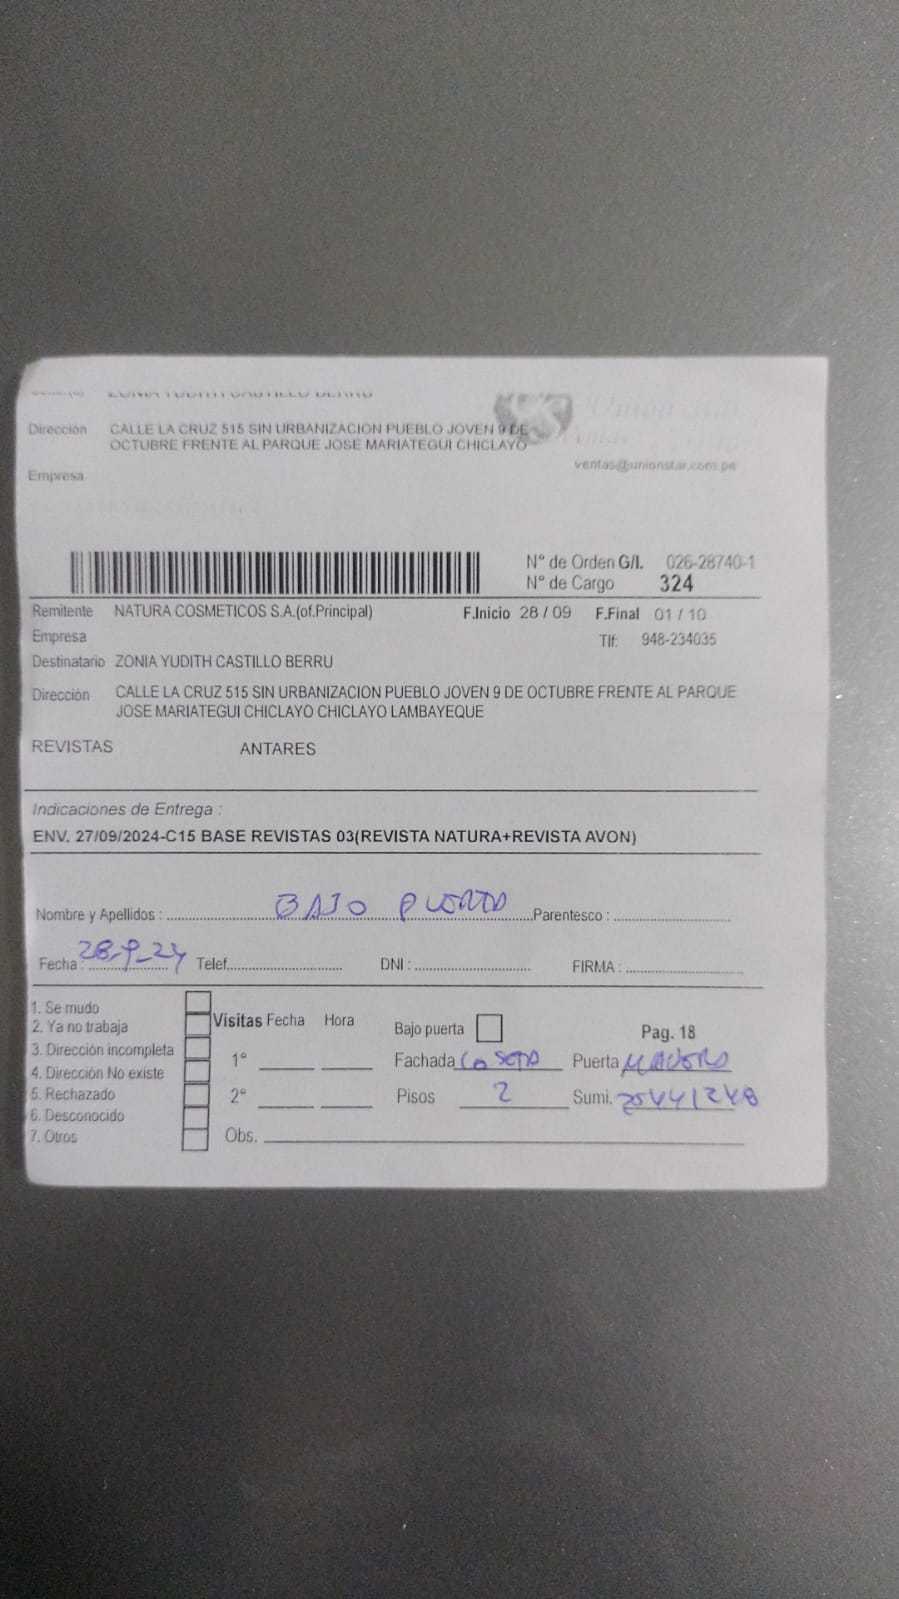 ZONIA YUDITH CASTILLO BERRU
Dirección CALLE LA CRUZ 515 SIN URBANIZACION PUEBLO JOVEN 9 DE
OCTUBRE FRENTE AL PARQUE JOSE MARIATEGUI CHICLAYO
ventas@unionstar.com.pe
Empresa
N° de Orden G/I. 026-28740-1
N° de Cargo 324
Remitente NATURA COSMETICOS S.A.(of.Principal) F.Inicio 28 / 09 F.Final 01 / 10
Empresa Tlf: 948-234035
Destinatario ZONIA YUDITH CASTILLO BERRU
Dirección CALLE LA CRUZ 515 SIN URBANIZACION PUEBLO JOVEN 9 DE OCTUBRE FRENTE AL PARQUE
JOSE MARIATEGUI CHICLAYO CHICLAYO LAMBAYEQUE
REVISTAS ANTARES
Indicaciones de Entrega :
ENV. 27/09/2024-C15 BASE REVISTAS 03(REVISTA NATURA+REVISTA AVON)
Nombre y Apellidos : BAJO PUERTA Parentesco :
Fecha : 28-9-24 Telef. DNI : FIRMA :
1. Se mudo
2. Ya no trabaja
3. Dirección incompleta
4. Dirección No existe
5. Rechazado
6. Desconocido
7. Otros
Visitas Fecha Hora
1°
2°
Obs.
Bajo puerta Pag. 18
Fachada Puerta MADERA
Pisos 2 Sumi.